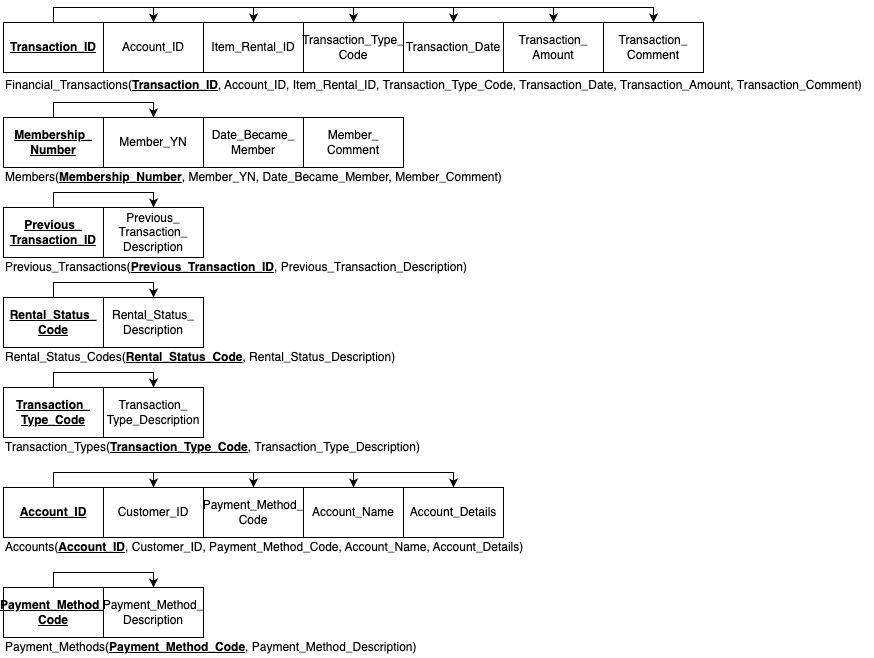 Transaction_ID
Account_ID
Item_Rental_ID
Transaction_Type_
Code
Transaction_Date
Transaction_
Amount
Transaction_
Comment
Financial_Transactions(Transaction_ID, Account_ID, Item_Rental_ID, Transaction_Type_Code, Transaction_Date, Transaction_Amount, Transaction_Comment)
Membership_
Number
Member_YN
Date_Became_
Member
Member_
Comment
Members(Membership_Number, Member_YN, Date_Became_Member, Member_Comment)
Previous_
Transaction_ID
Previous_
Transaction_
Description
Previous_Transactions(Previous_Transaction_ID, Previous_Transaction_Description)
Rental_Status_
Code
Rental_Status_
Description
Rental_Status_Codes(Rental_Status_Code, Rental_Status_Description)
Transaction_
Type_Code
Transaction_
Type_Description
Transaction_Types(Transaction_Type_Code, Transaction_Type_Description)
Account_ID
Customer_ID
Payment_Method_
Code
Account_Name
Account_Details
Accounts(Account_ID, Customer_ID, Payment_Method_Code, Account_Name, Account_Details)
Payment_Method_
Code
Payment_Method_
Description
Payment_Methods(Payment_Method_Code, Payment_Method_Description)